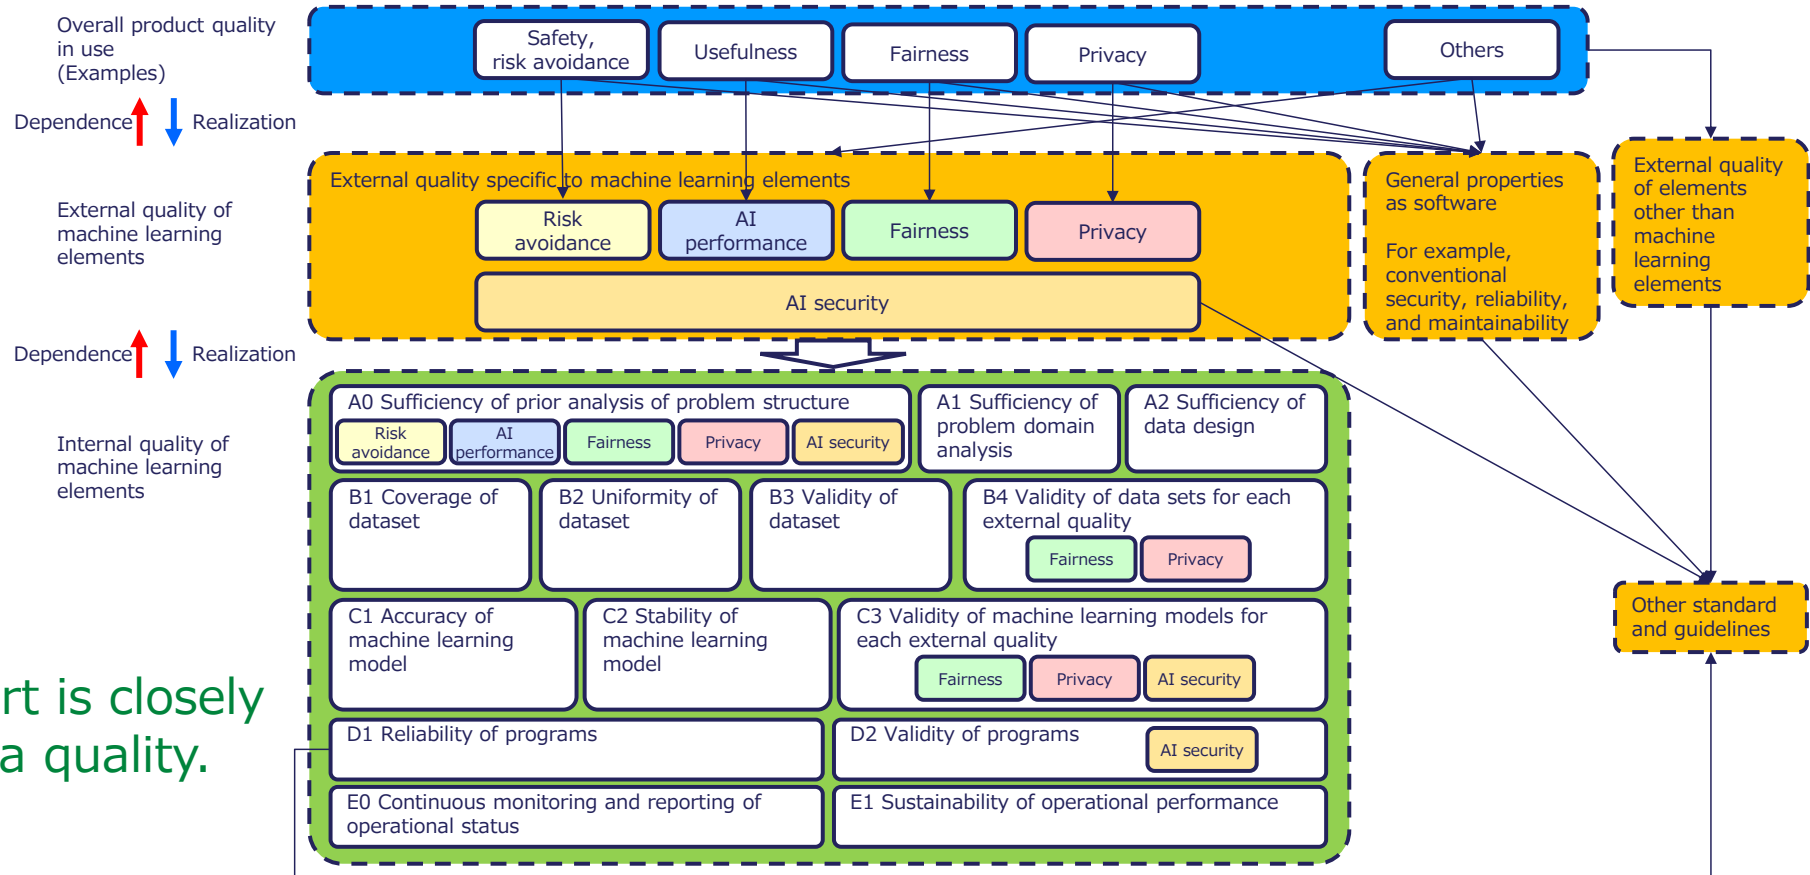 Overall product quality
in use
(Examples)
Safety,
risk avoidance
Usefulness
Fairness
Privacy
Others
Dependence
Realization
External quality of
machine learning
elements
External quality specific to machine learning elements
Risk
avoidance
AI
performance
Fairness
Privacy
AI security
General properties
as software
For example,
conventional
security, reliability,
and maintainability
External quality
of elements
other than
machine
learning
elements
Dependence
Realization
Internal quality of
machine learning
elements
A0 Sufficiency of prior analysis of problem structure
Risk
avoidance
AI
performance
Fairness
Privacy
AI security
A1 Sufficiency of
problem domain
analysis
A2 Sufficiency of
data design
B1 Coverage of
dataset
B2 Uniformity of
dataset
B3 Validity of
dataset
B4 Validity of data sets for each
external quality
Fairness
Privacy
C1 Accuracy of
machine learning
model
C2 Stability of
machine learning
model
C3 Validity of machine learning models for
each external quality
Fairness
Privacy
AI security
Other standard
and guidelines
rt is closely
a quality.
D1 Reliability of programs
D2 Validity of programs
AI security
E0 Continuous monitoring and reporting of
operational status
E1 Sustainability of operational performance